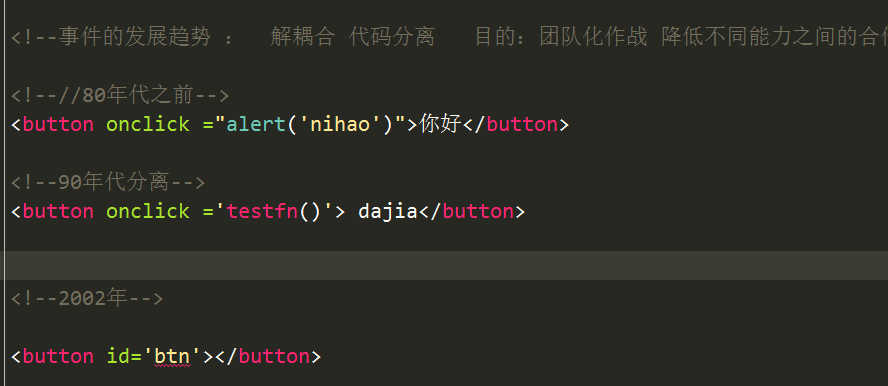 <!--事件的发展趋势 ： 解耦合 代码分离 目的：团队化作战 降低不同能力之间的合
<!--//80年代之前-->
<button onclick ="alert('nihao')">你好</button>
<!--90年代分离-->
<button onclick ='testfn()'> dajia</button>
<!--2002年-->
<button id='btn'></button>